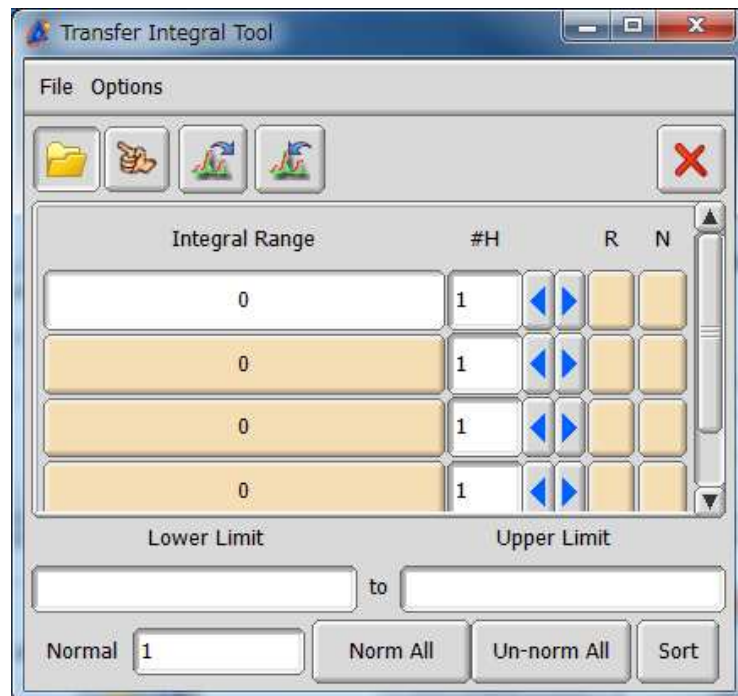 Transfer Integral Tool
File Options
Integral Range #H R N
0 1
0 1
0 1
0 1
Lower Limit Upper Limit
to
Normal 1 Norm All Un-norm All Sort